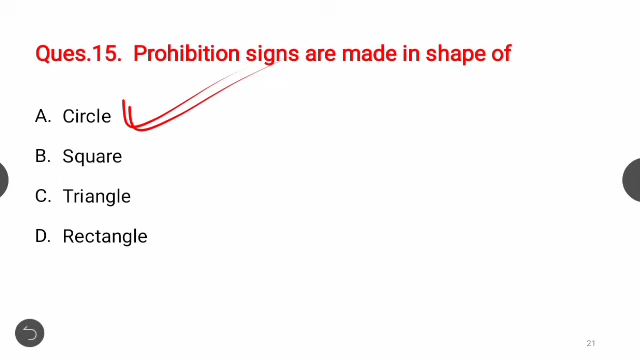 Ques.15. Prohibition signs are made in shape of
A. Circle
B. Square
C. Triangle
D. Rectangle
21